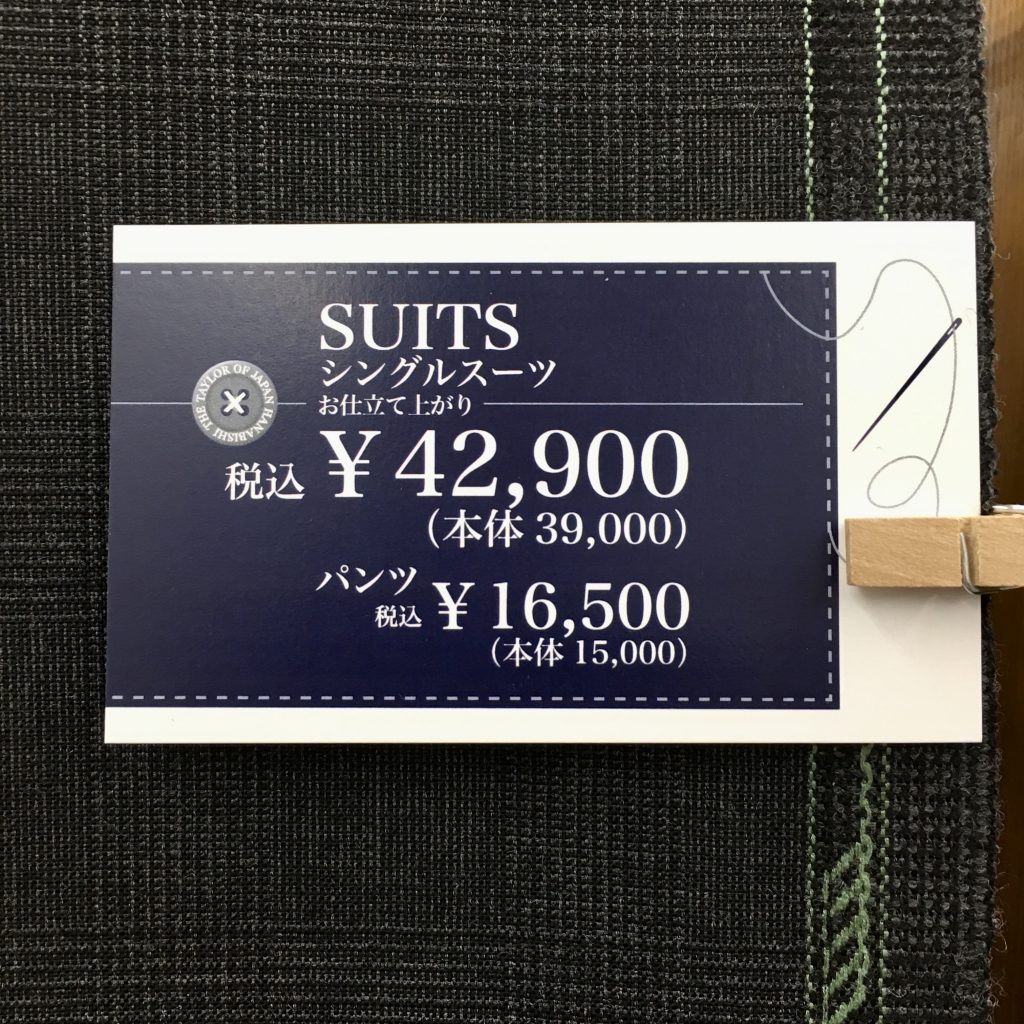 SUITS
シングルスーツ
お仕立て上がり
THE TAYLOR OF JAPAN HANABISHI
税込 ¥42,900
(本体 39,000)
パンツ
税込 ¥16,500
(本体 15,000)